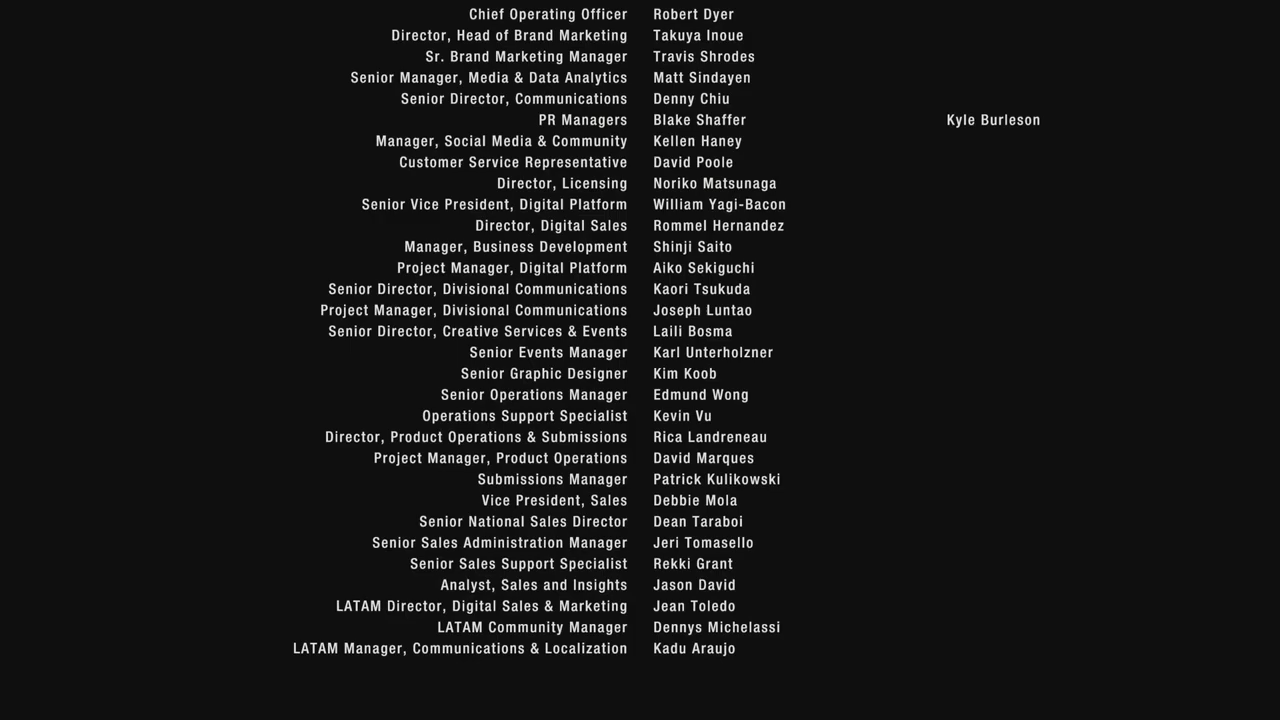 Chief Operating Officer Robert Dyer
Director, Head of Brand Marketing Takuya Inoue
Sr. Brand Marketing Manager Travis Shrodes
Senior Manager, Media & Data Analytics Matt Sindayen
Senior Director, Communications Denny Chiu
PR Managers Blake Shaffer Kyle Burleson
Manager, Social Media & Community Kellen Haney
Customer Service Representative David Poole
Director, Licensing Noriko Matsunaga
Senior Vice President, Digital Platform William Yagi-Bacon
Director, Digital Sales Rommel Hernandez
Manager, Business Development Shinji Saito
Project Manager, Digital Platform Aiko Sekiguchi
Senior Director, Divisional Communications Kaori Tsukuda
Project Manager, Divisional Communications Joseph Luntao
Senior Director, Creative Services & Events Laili Bosma
Senior Events Manager Karl Unterholzner
Senior Graphic Designer Kim Koob
Senior Operations Manager Edmund Wong
Operations Support Specialist Kevin Vu
Director, Product Operations & Submissions Rica Landreneau
Project Manager, Product Operations David Marques
Submissions Manager Patrick Kulikowski
Vice President, Sales Debbie Mola
Senior National Sales Director Dean Taraboi
Senior Sales Administration Manager Jeri Tomasello
Senior Sales Support Specialist Rekki Grant
Analyst, Sales and Insights Jason David
LATAM Director, Digital Sales & Marketing Jean Toledo
LATAM Community Manager Dennys Michelassi
LATAM Manager, Communications & Localization Kadu Araujo